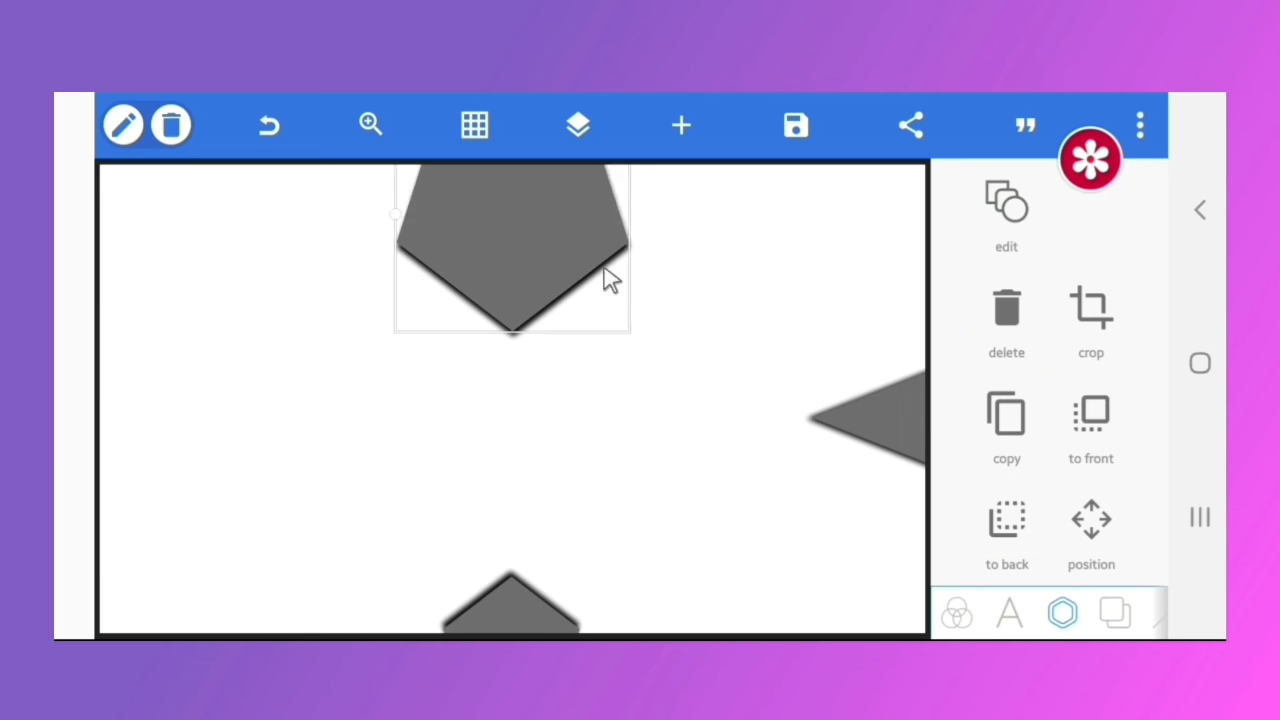 edit
delete
crop
copy
to front
to back
position